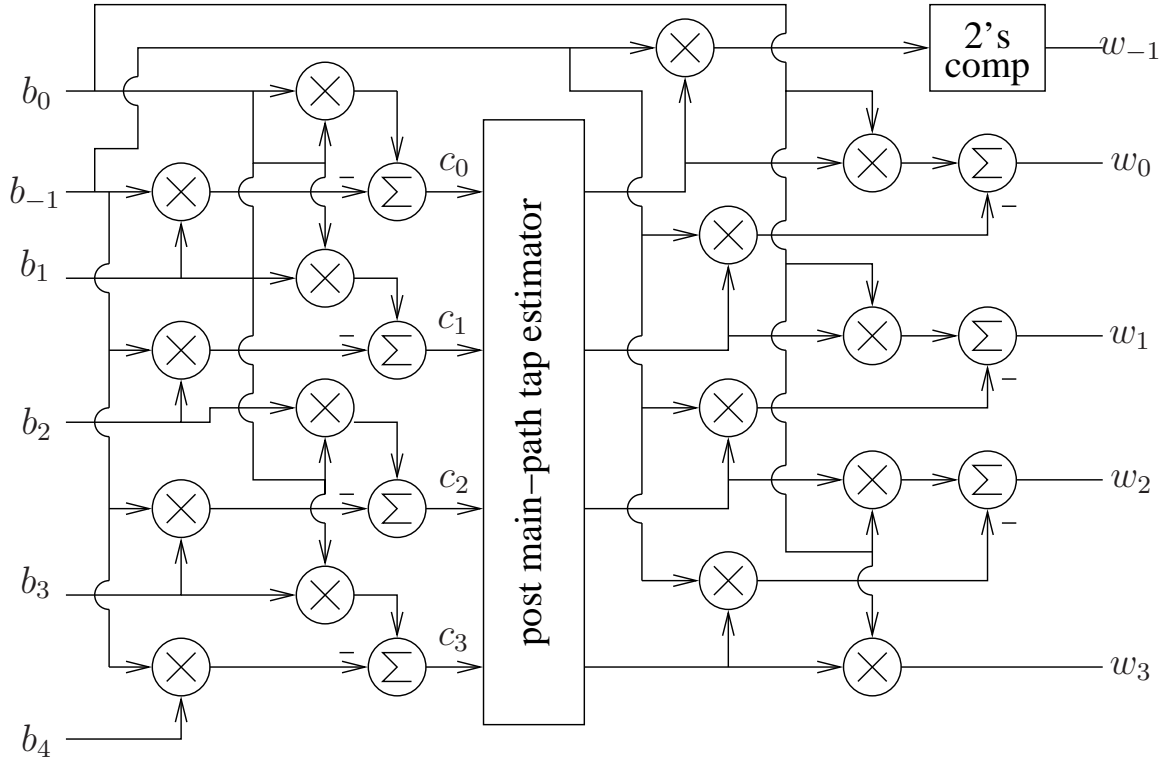 b_0
b_{-1}
b_1
b_2
b_3
b_4
c_0
c_1
c_2
c_3
post main-path tap estimator
2's
comp
w_{-1}
w_0
w_1
w_2
w_3